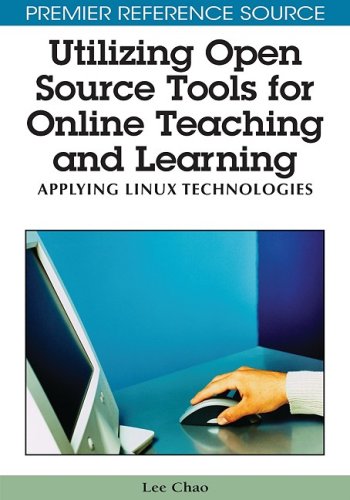 PREMIER REFERENCE SOURCE
Utilizing Open
Source Tools for
Online Teaching
and Learning
APPLYING LINUX TECHNOLOGIES
Lee Chao